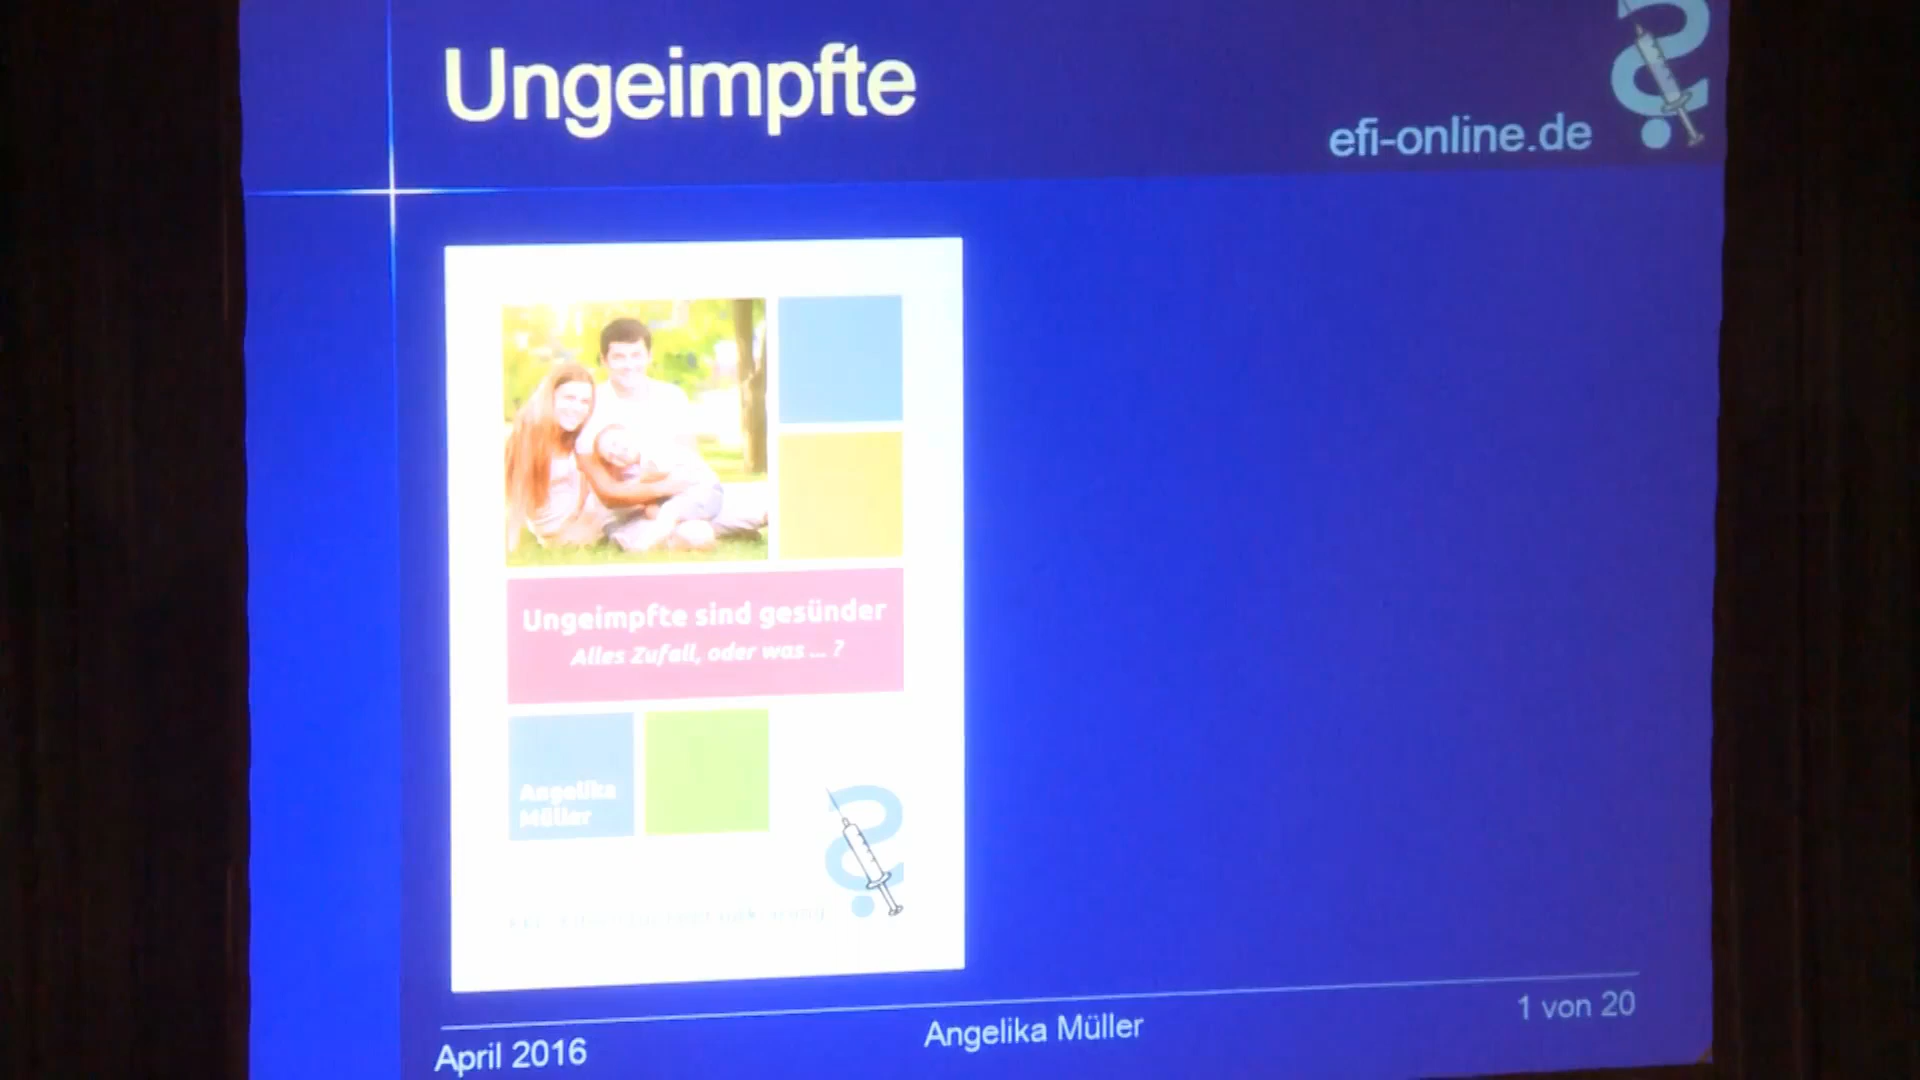 Ungeimpfte
efi-online.de
Ungeimpfte sind gesünder
Alles Zufall, oder was ... ?
Angelika
Müller
April 2016
Angelika Müller
1 von 20